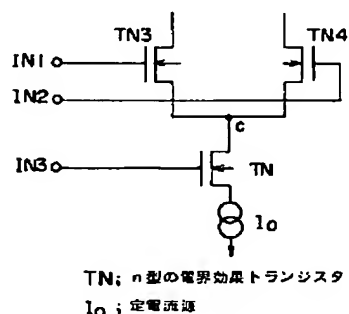 TN3
TN4
IN1
IN2
c
IN3
TN
Io
TN; n型の電界効果トランジスタ
Io; 定電流源